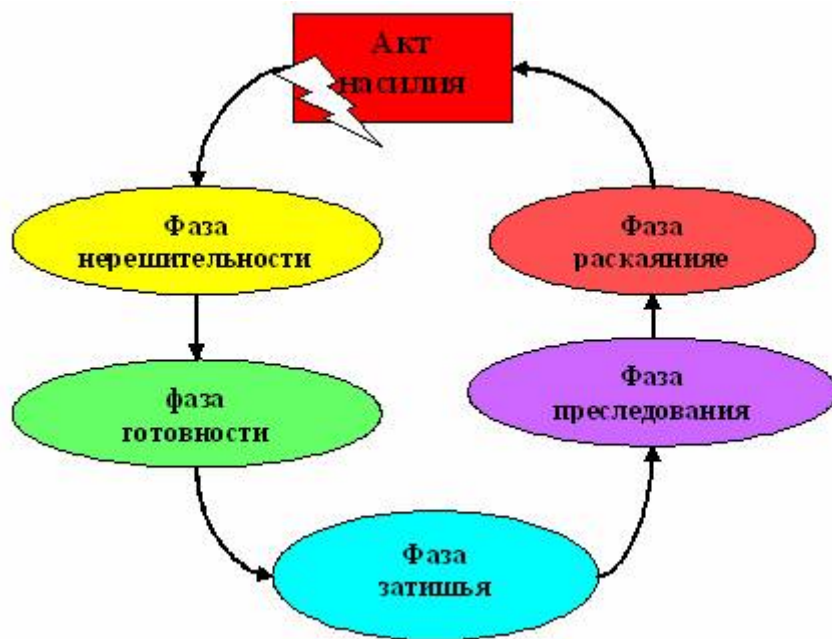 Акт
насилия
Фаза
нерешительности
Фаза
раскаянияе
фаза
готовности
Фаза
преследования
Фаза
затишья